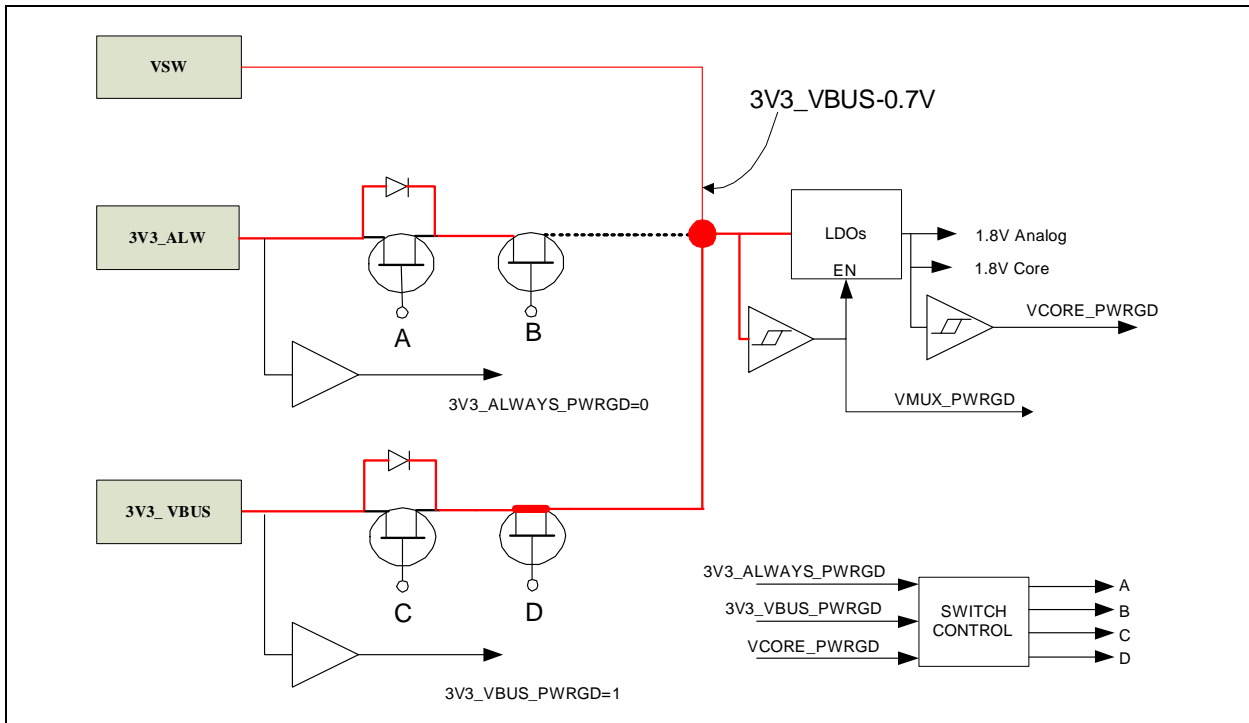 VSW
3V3_VBUS-0.7V
3V3_ALW
LDOs
EN
1.8V Analog
1.8V Core
A
B
VCORE_PWRGD
3V3_ALWAYS_PWRGD=0
VMUX_PWRGD
3V3_ VBUS
C
D
3V3_VBUS_PWRGD=1
3V3_ALWAYS_PWRGD
3V3_VBUS_PWRGD
VCORE_PWRGD
SWITCH
CONTROL
A
B
C
D